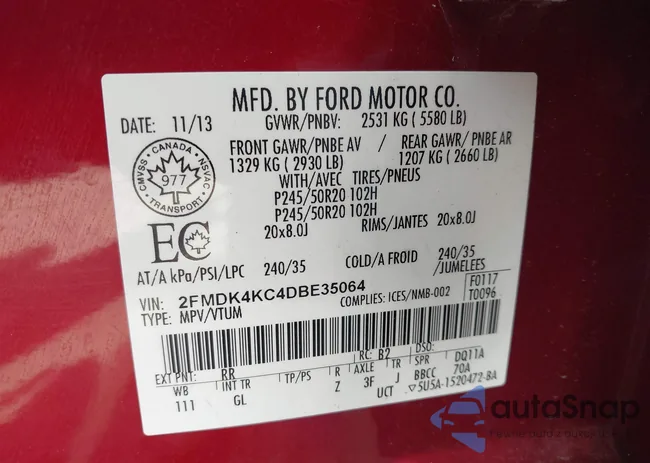 MFD. BY FORD MOTOR CO.
DATE: 11/13 GVWR/PNBV: 2531 KG ( 5580 LB)
FRONT GAWR/PNBE AV / REAR GAWR/ PNBE AR
1329 KG ( 2930 LB) 1207 KG ( 2660 LB)
WITH/AVEC TIRES/PNEUS
P245/50R20 102H
P245/50R20 102H
20x8.0J RIMS/JANTES 20x8.0J
CMVSS · CANADA · NSVAC
977
TRANSPORT
EC
AT/A kPa/PSI/LPC 240/35 COLD/A FROID 240/35
/JUMELEES
VIN: 2FMDK4KC4DBE35064 COMPLIES: ICES/NMB-002 F0117
TYPE: MPV/VTUM T0096
EXT PNT: RR RC: B2 DSO: DQ11A
WB INT TR TP/PS R AXLE TR SPR 70A
111 GL Z 3F J BBCC
UCT ▽5U5A-1520472-BA
autoSnap